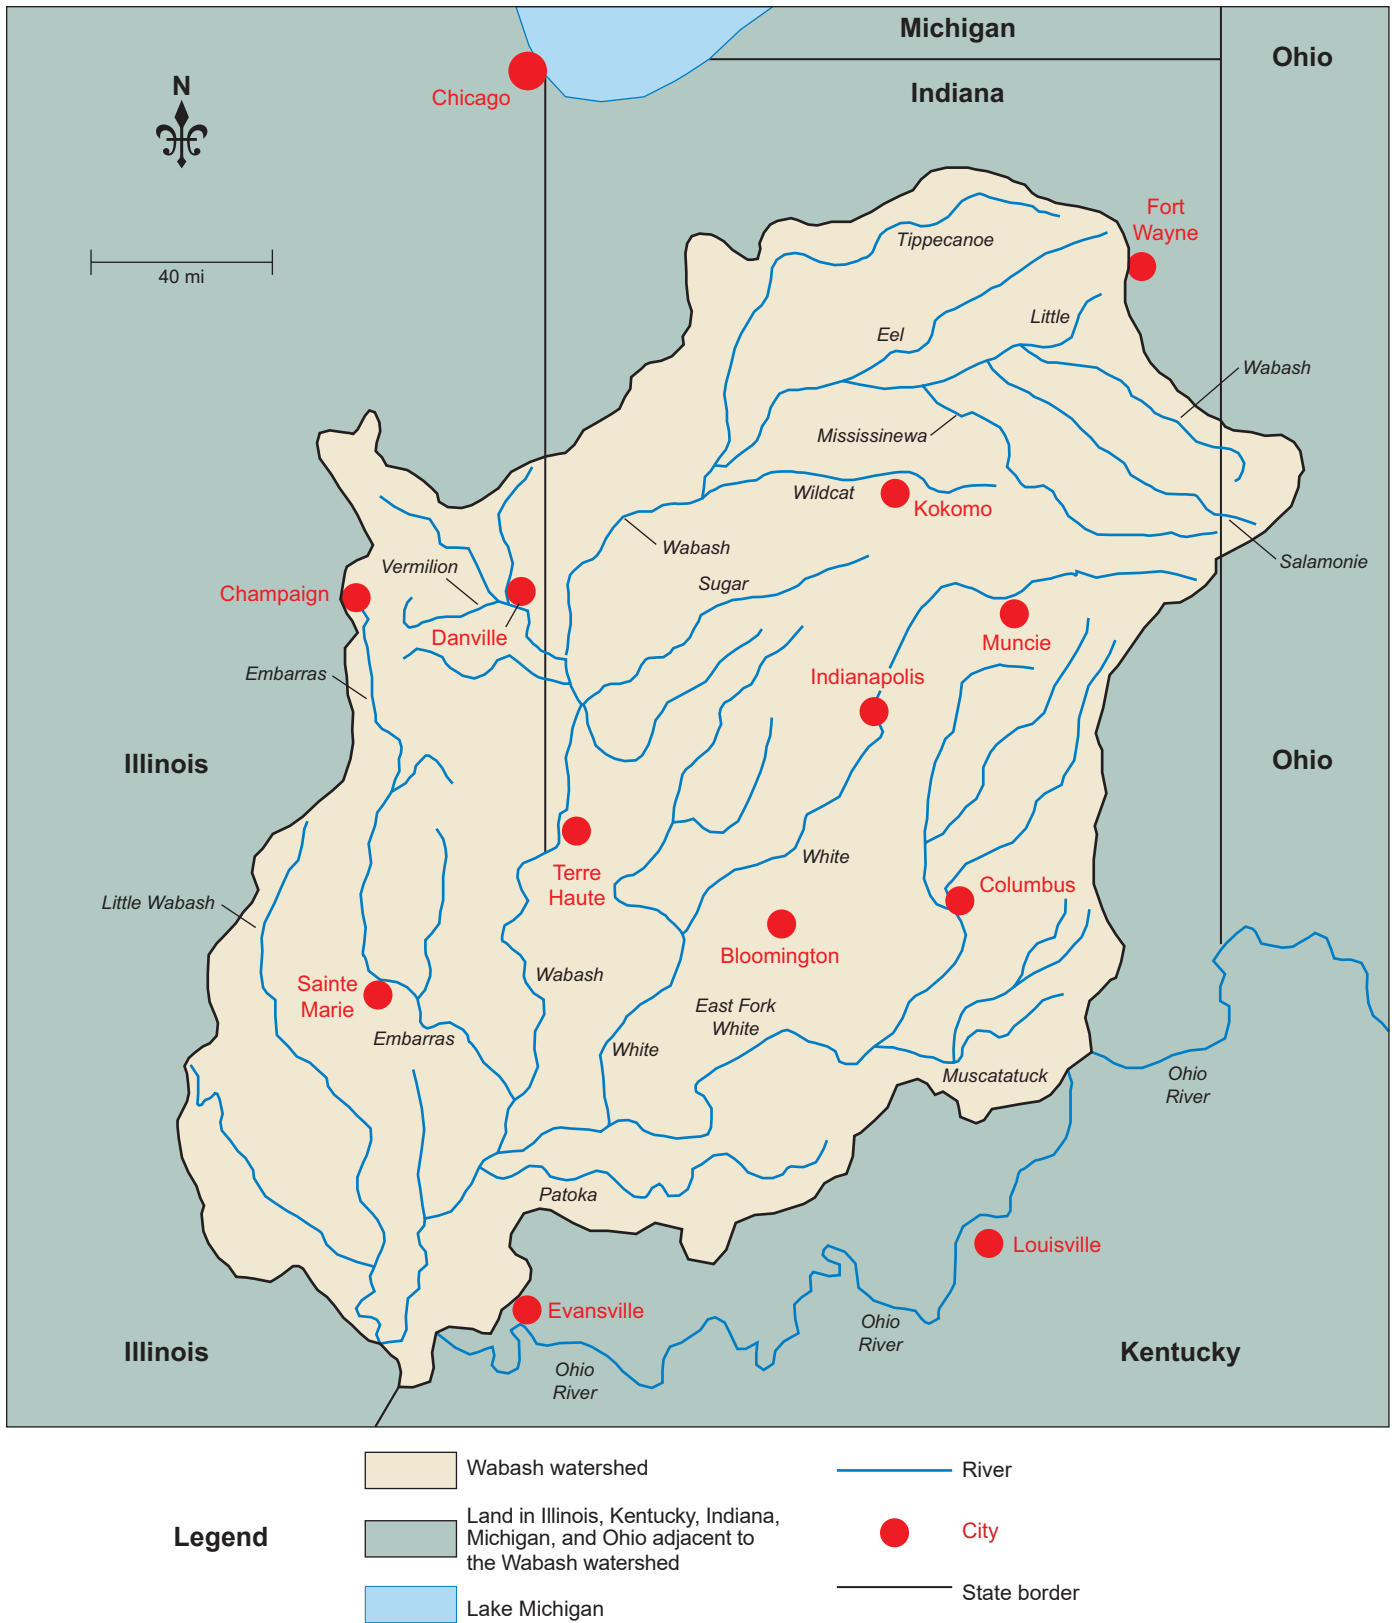 Michigan
Ohio
Indiana
N
Chicago
40 mi
Fort
Wayne
Tippecanoe
Little
Eel
Wabash
Mississinewa
Wildcat
Kokomo
Wabash
Salamonie
Vermilion
Sugar
Champaign
Danville
Muncie
Embarras
Indianapolis
Illinois
Ohio
White
Terre
Haute
Columbus
Little Wabash
Bloomington
Wabash
Sainte
Marie
East Fork
White
Embarras
White
Muscatatuck
Ohio
River
Patoka
Louisville
Evansville
Ohio
River
Illinois
Kentucky
Ohio
River
Legend
Wabash watershed
Land in Illinois, Kentucky, Indiana,
Michigan, and Ohio adjacent to
the Wabash watershed
Lake Michigan
River
City
State border